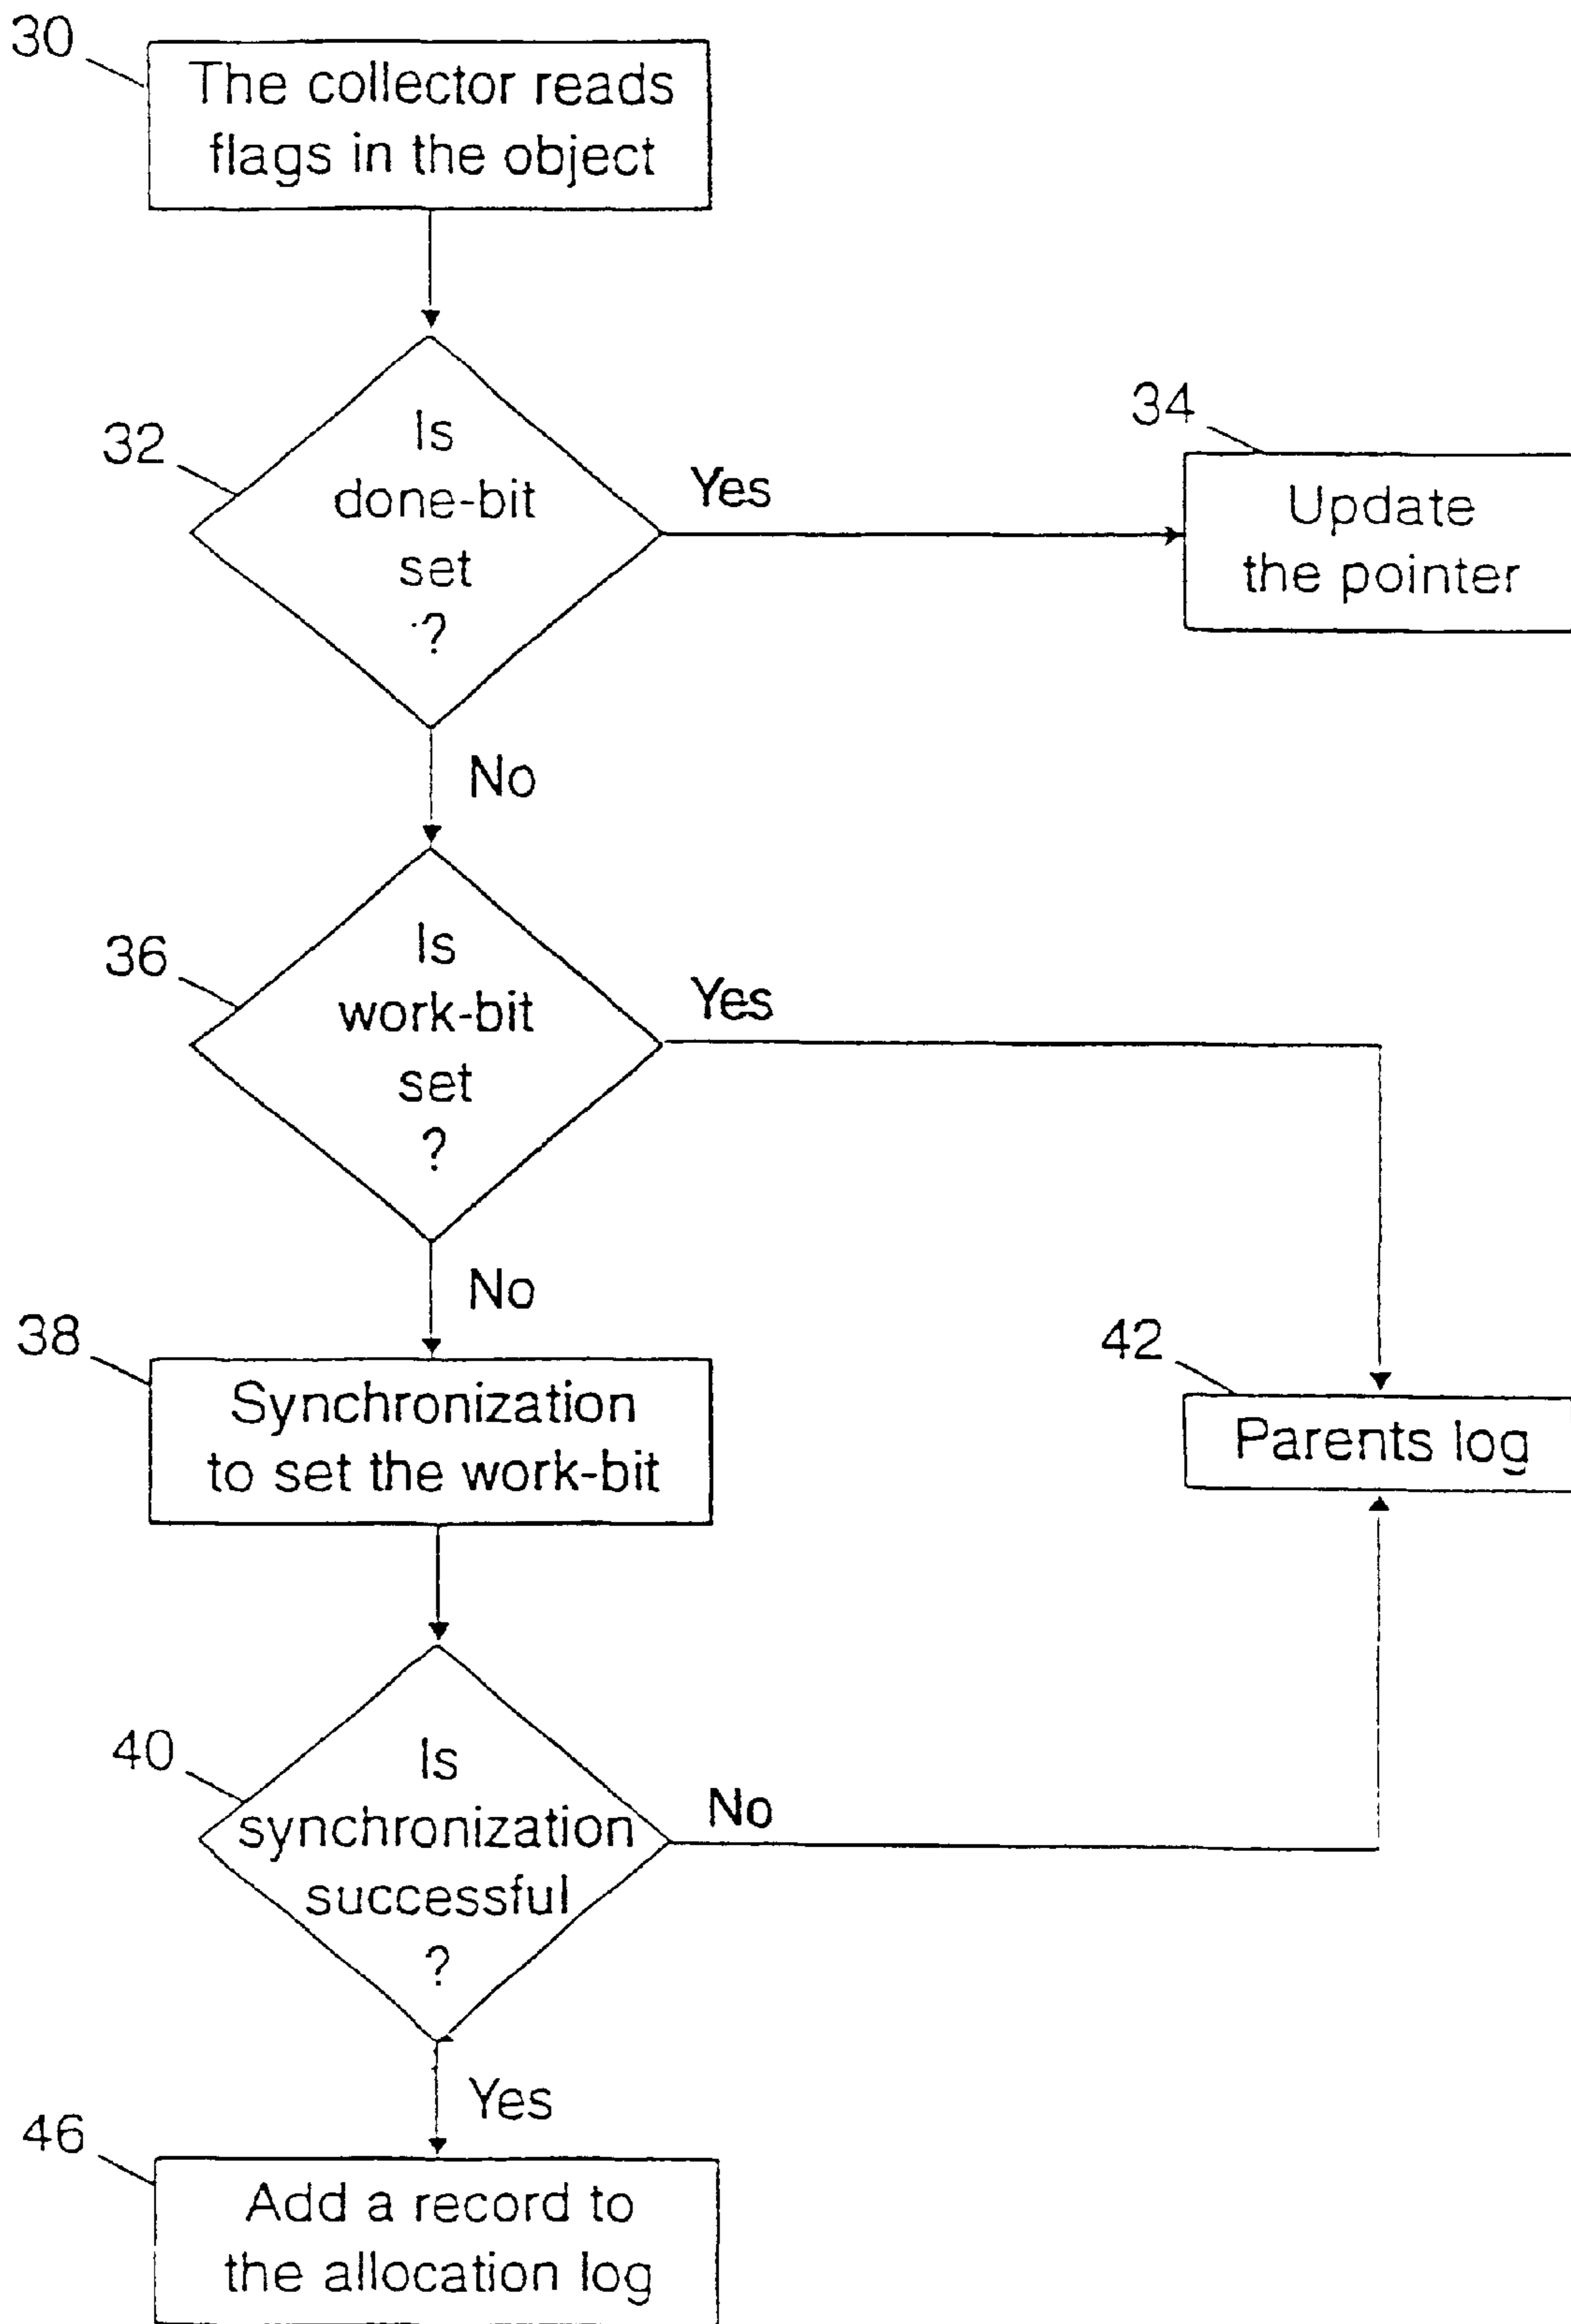 30
The collector reads
flags in the object
32
Is
done-bit
set
?
Yes
34
Update
the pointer
No
36
Is
work-bit
set
?
Yes
No
38
Synchronization
to set the work-bit
42
Parents log
40
Is
synchronization
successful
?
No
Yes
46
Add a record to
the allocation log